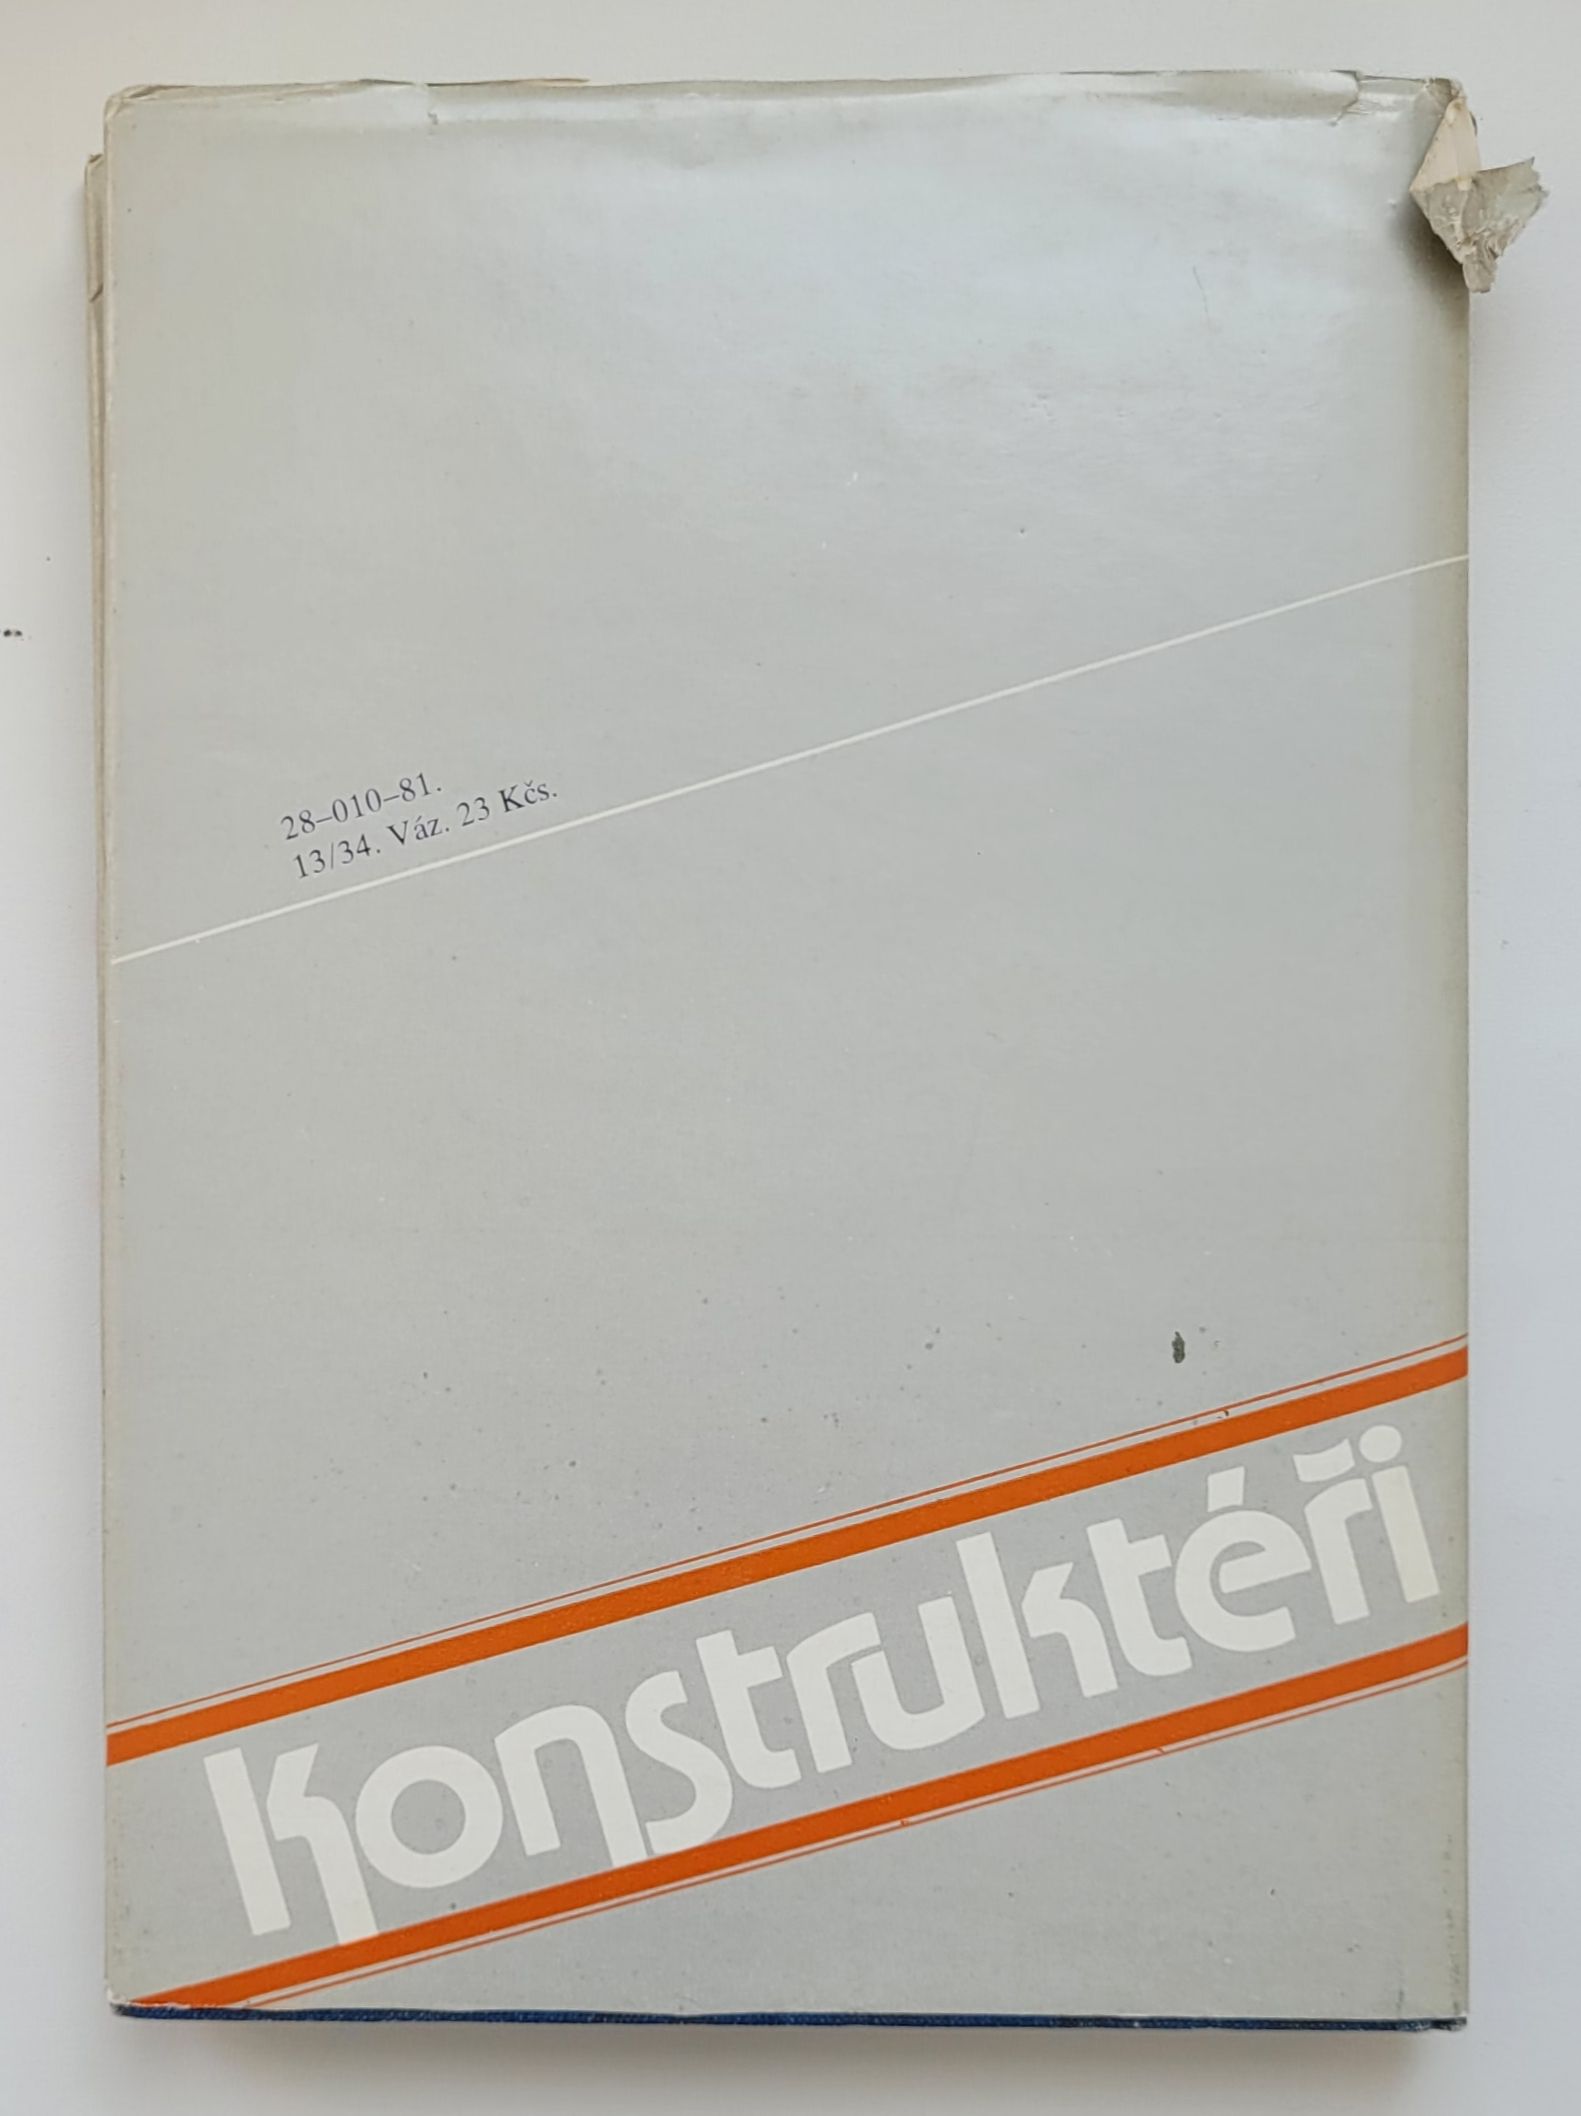 28–010–81.
13/34. Váz. 23 Kčs.
Konstruktéři